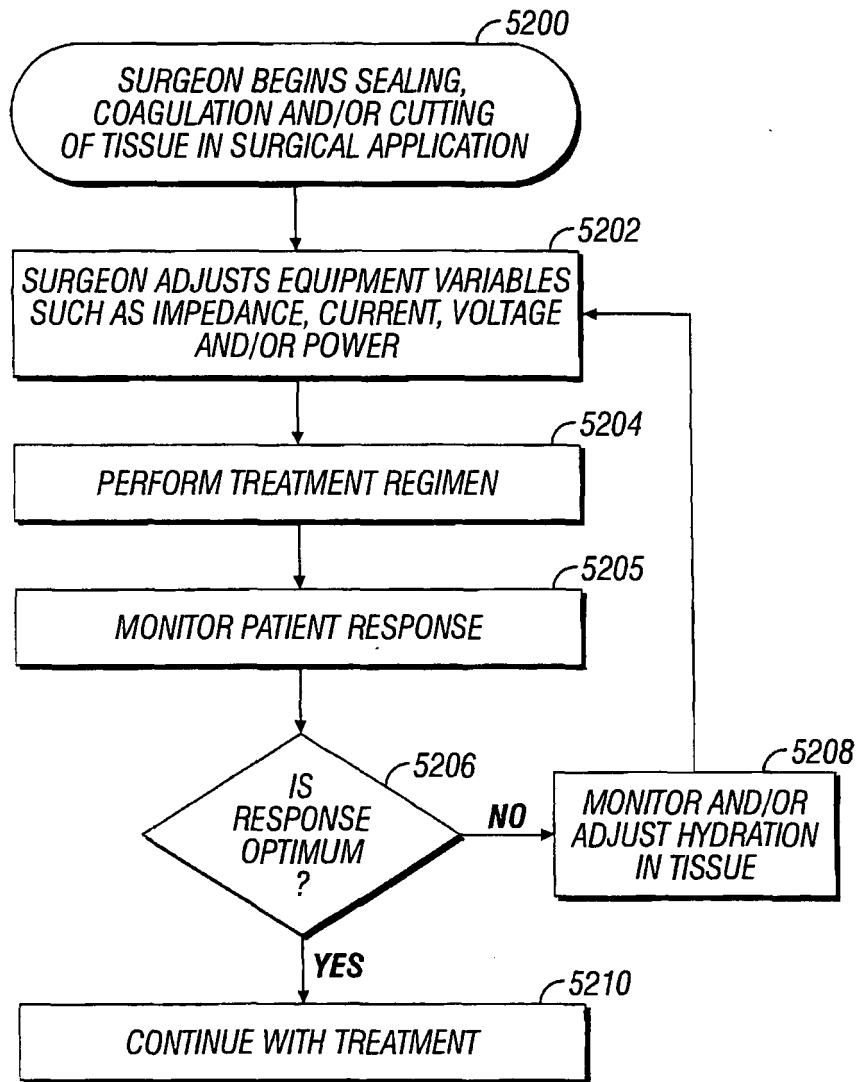 5200
SURGEON BEGINS SEALING,
COAGULATION AND/OR CUTTING
OF TISSUE IN SURGICAL APPLICATION
5202
SURGEON ADJUSTS EQUIPMENT VARIABLES
SUCH AS IMPEDANCE, CURRENT, VOLTAGE
AND/OR POWER
5204
PERFORM TREATMENT REGIMEN
5205
MONITOR PATIENT RESPONSE
5206
IS
RESPONSE
OPTIMUM
?
NO
5208
MONITOR AND/OR
ADJUST HYDRATION
IN TISSUE
YES
5210
CONTINUE WITH TREATMENT